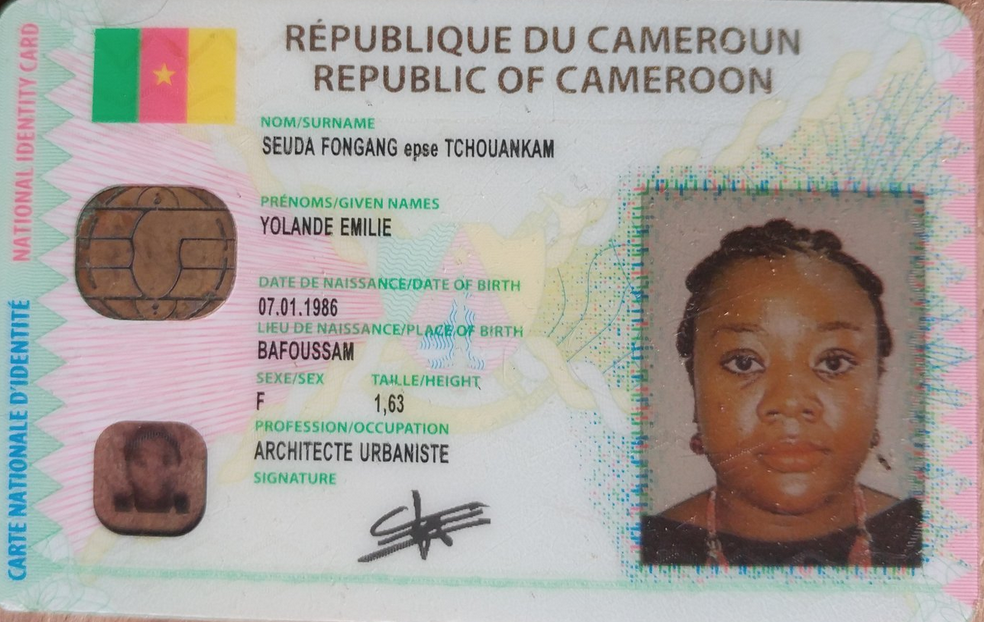 RÉPUBLIQUE DU CAMEROUN
REPUBLIC OF CAMEROON
NATIONAL IDENTITY CARD
CARTE NATIONALE D'IDENTITÉ
NOM/SURNAME
SEUDA FONGANG epse TCHOUANKAM
PRÉNOMS/GIVEN NAMES
YOLANDE EMILIE
DATE DE NAISSANCE/DATE OF BIRTH
07.01.1986
LIEU DE NAISSANCE/PLACE OF BIRTH
BAFOUSSAM
SEXE/SEX TAILLE/HEIGHT
F 1,63
PROFESSION/OCCUPATION
ARCHITECTE URBANISTE
SIGNATURE